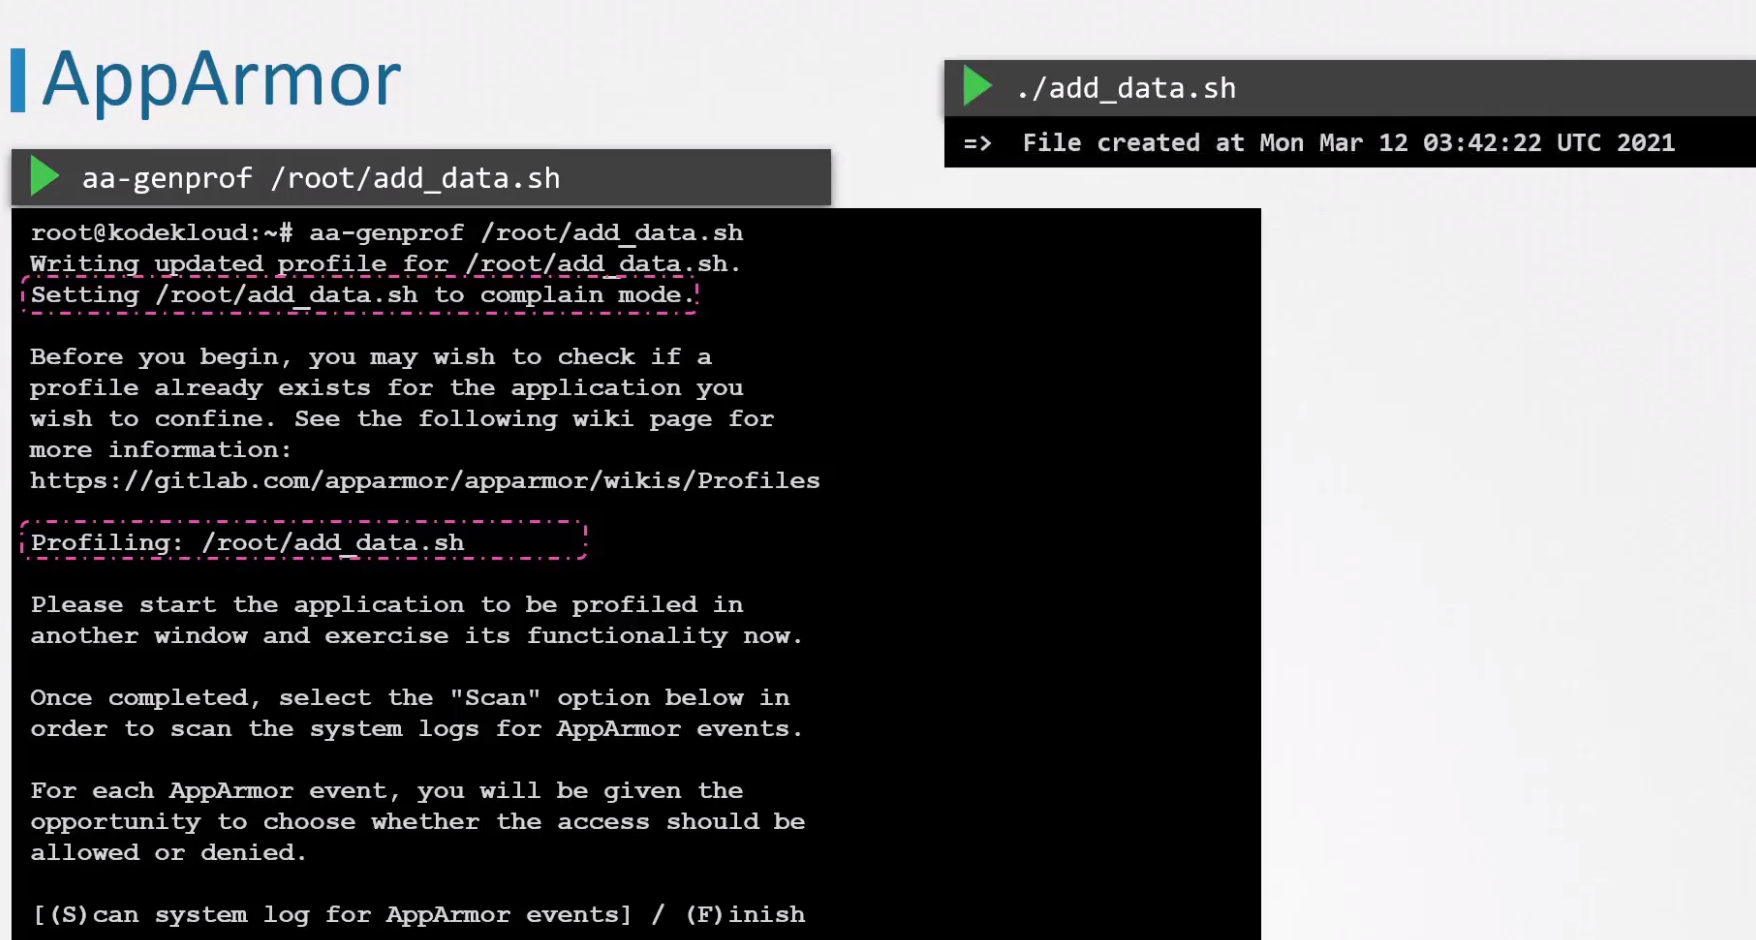 AppArmor
./add_data.sh
=> File created at Mon Mar 12 03:42:22 UTC 2021
aa-genprof /root/add_data.sh
root@kodekloud:~# aa-genprof /root/add_data.sh
Writing updated profile for /root/add_data.sh.
Setting /root/add_data.sh to complain mode.
Before you begin, you may wish to check if a
profile already exists for the application you
wish to confine. See the following wiki page for
more information:
https://gitlab.com/apparmor/apparmor/wikis/Profiles
Profiling: /root/add_data.sh
Please start the application to be profiled in
another window and exercise its functionality now.
Once completed, select the "Scan" option below in
order to scan the system logs for AppArmor events.
For each AppArmor event, you will be given the
opportunity to choose whether the access should be
allowed or denied.
[(S)can system log for AppArmor events] / (F)inish